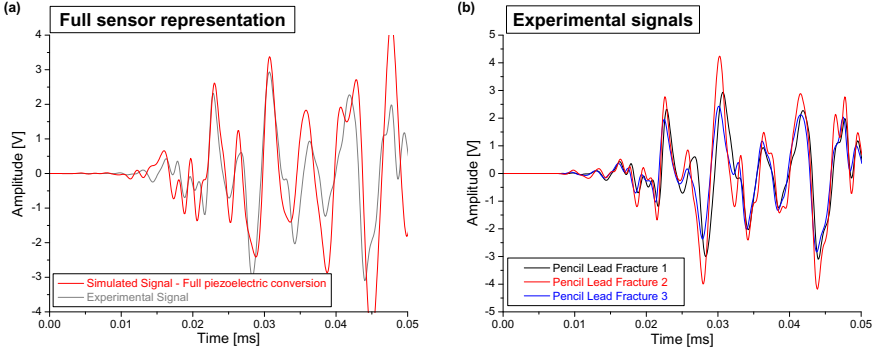 (a)
Full sensor representation
4
3
2
1
0
-1
-2
-3
-4
Amplitude [V]
Simulated Signal - Full piezoelectric conversion
Experimental Signal
0.00 0.01 0.02 0.03 0.04 0.05
Time [ms]
(b)
Experimental signals
5
4
3
2
1
0
-1
-2
-3
-4
-5
Amplitude [V]
Pencil Lead Fracture 1
Pencil Lead Fracture 2
Pencil Lead Fracture 3
0.00 0.01 0.02 0.03 0.04 0.05
Time [ms]